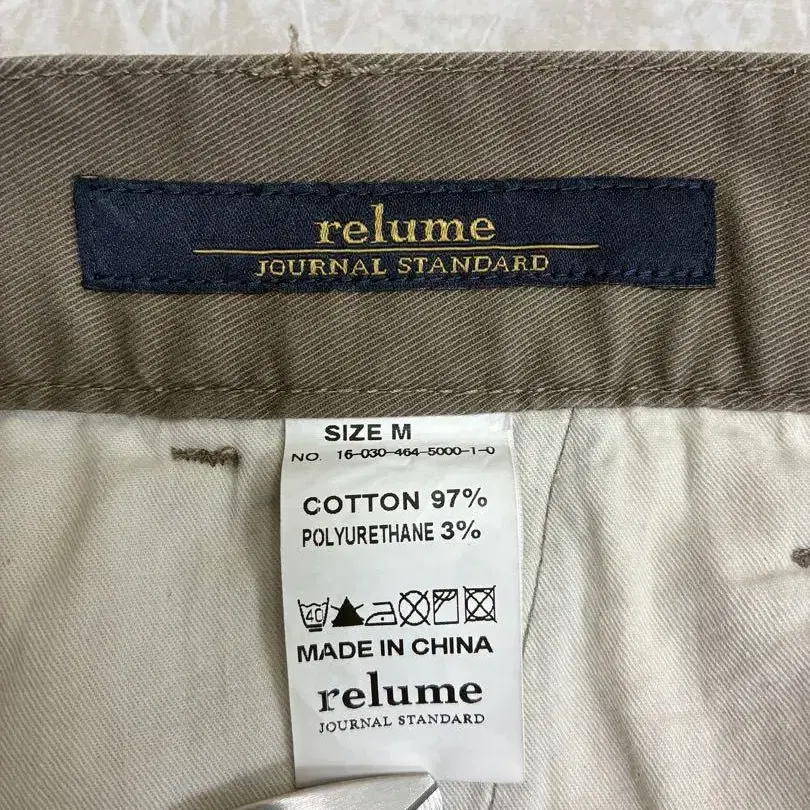 relume
JOURNAL STANDARD
SIZE M
NO. 16-030-464-5000-1-0
COTTON 97%
POLYURETHANE 3%
40
MADE IN CHINA
relume
JOURNAL STANDARD